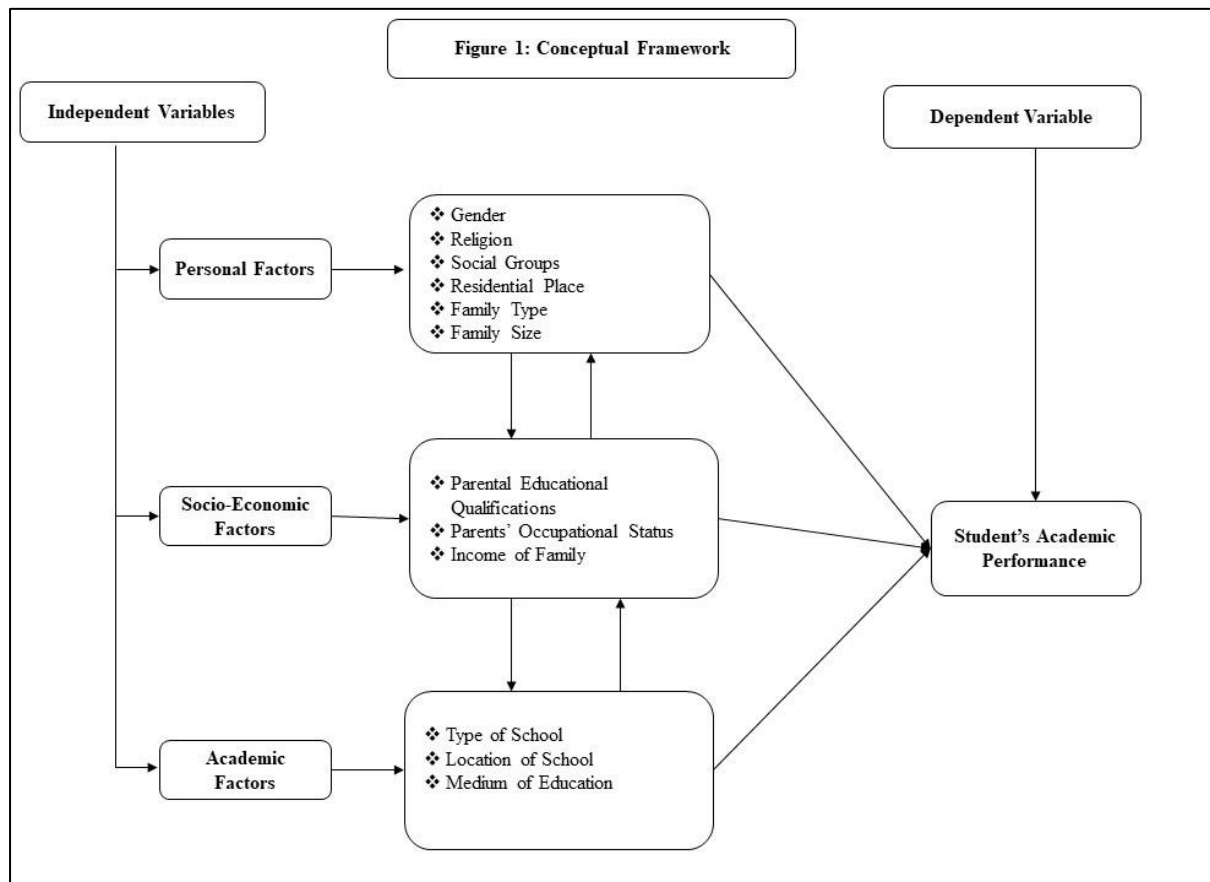 Figure 1: Conceptual Framework
Independent Variables
Dependent Variable
Personal Factors
❖ Gender
❖ Religion
❖ Social Groups
❖ Residential Place
❖ Family Type
❖ Family Size
Socio-Economic
Factors
❖ Parental Educational
Qualifications
❖ Parents’ Occupational Status
❖ Income of Family
Student’s Academic
Performance
Academic
Factors
❖ Type of School
❖ Location of School
❖ Medium of Education